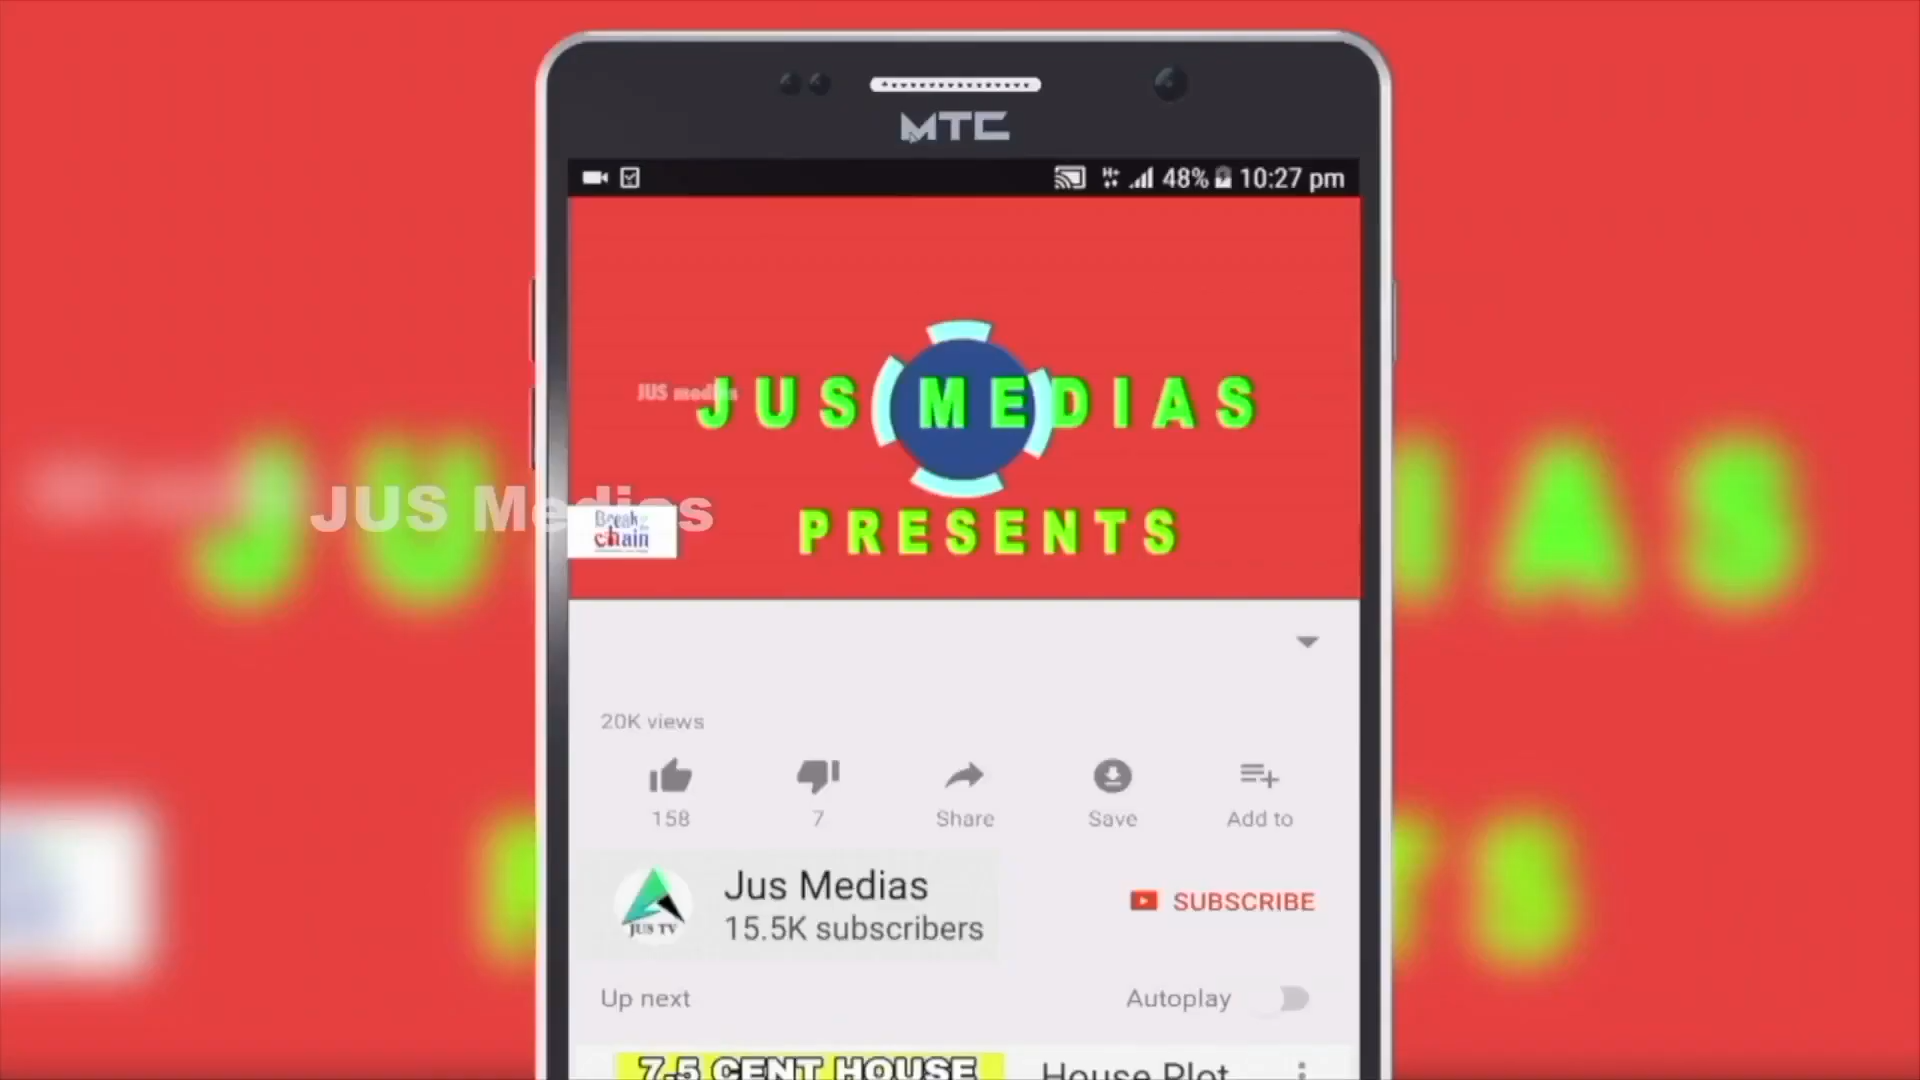 MTC
48% 10:27 pm
JUS medias
JUS MEDIAS
JUS Medias
Break the
chain
PRESENTS
20K views
158 7 Share Save Add to
Jus Medias
15.5K subscribers
SUBSCRIBE
JUS TV
Up next Autoplay
7.5 CENT HOUSE
House Plot